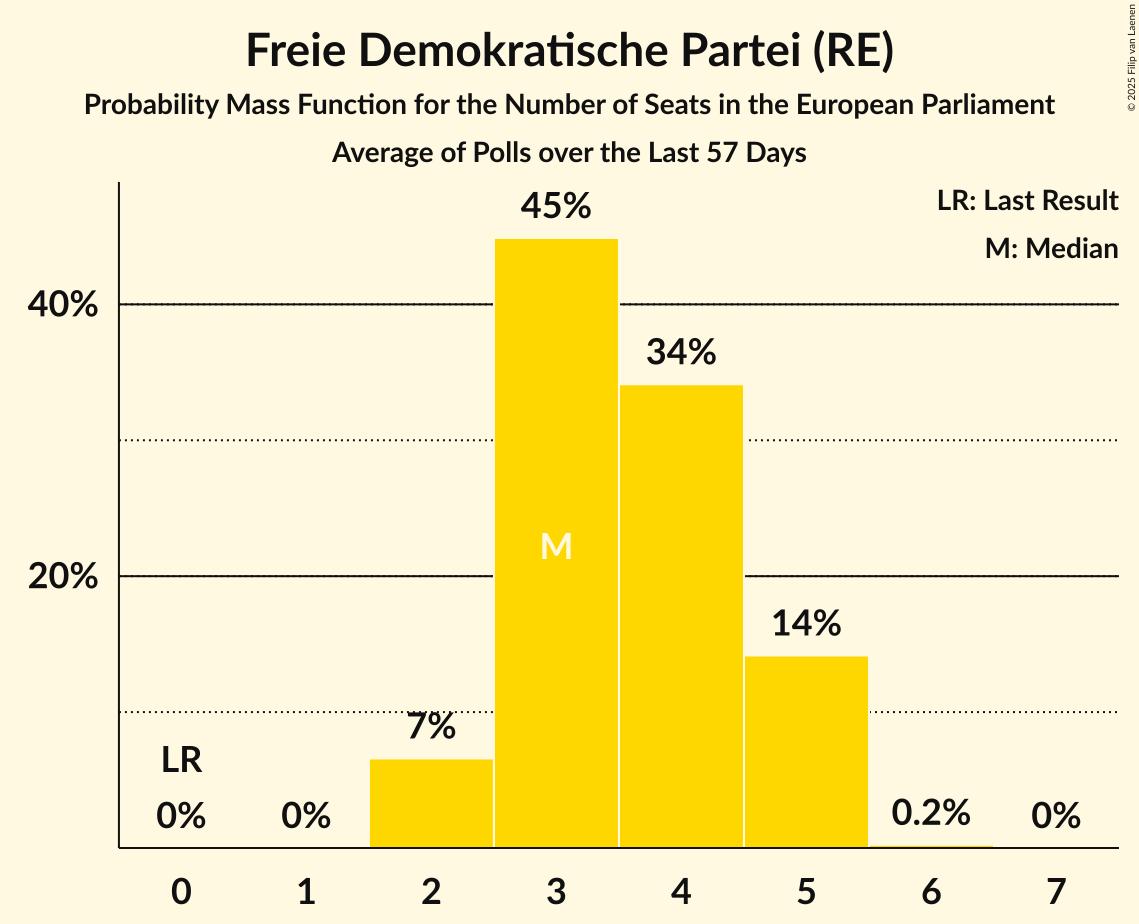 Freie Demokratische Partei (RE)
Probability Mass Function for the Number of Seats in the European Parliament
Average of Polls over the Last 57 Days
© 2025 Filip van Laenen
LR: Last Result
M: Median
45%
40%
34%
M
20%
14%
7%
LR
0%
0%
0.2%
0%
0 1 2 3 4 5 6 7